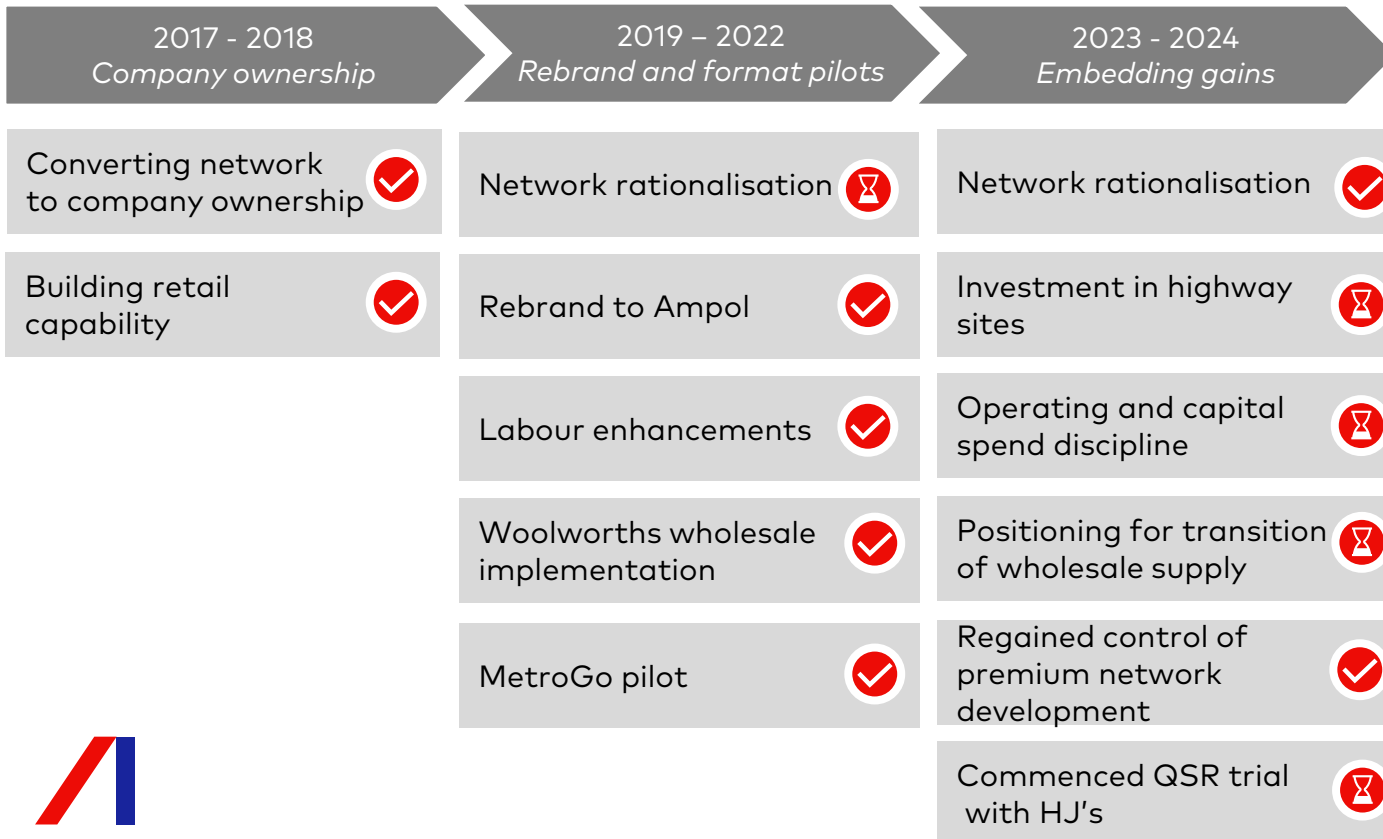 2017 - 2018
Company ownership
2019 – 2022
Rebrand and format pilots
2023 - 2024
Embedding gains
Converting network
to company ownership
Building retail
capability
Network rationalisation
Rebrand to Ampol
Labour enhancements
Woolworths wholesale
implementation
MetroGo pilot
Network rationalisation
Investment in highway
sites
Operating and capital
spend discipline
Positioning for transition
of wholesale supply
Regained control of
premium network
development
Commenced QSR trial
with HJ's